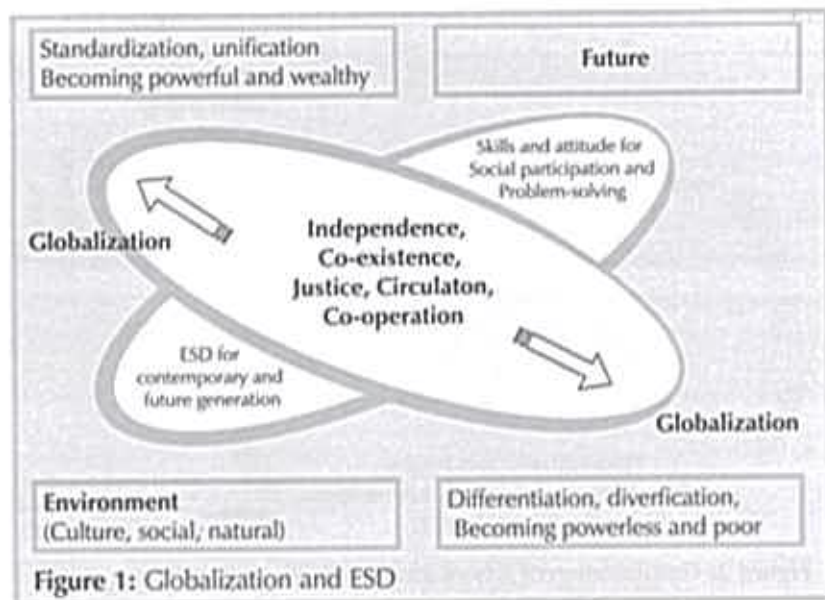 Standardization, unification
Becoming powerful and wealthy
Future
Skills and attitude for
Social participation and
Problem-solving
Globalization
Independence,
Co-existence,
Justice, Circulaton,
Co-operation
ESD for
contemporary and
future generation
Globalization
Environment
(Culture, social, natural)
Differentiation, diverfication,
Becoming powerless and poor
Figure 1: Globalization and ESD